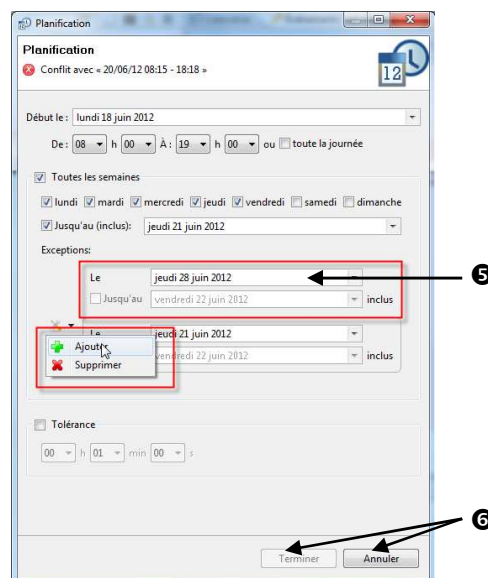 Planification
Planification
Conflit avec « 20/06/12 08:15 - 18:18 »
12
Début le : lundi 18 juin 2012
De : 08 h 00 À : 19 h 00 ou toute la journée
Toutes les semaines
lundi mardi mercredi jeudi vendredi samedi dimanche
Jusqu'au (inclus): jeudi 21 juin 2012
Exceptions:
Le jeudi 28 juin 2012
5
Jusqu'au vendredi 22 juin 2012 inclus
Le jeudi 21 juin 2012
Ajouter
vendredi 22 juin 2012 inclus
Supprimer
Tolérance
00 h 01 min 00 s
6
Terminer Annuler